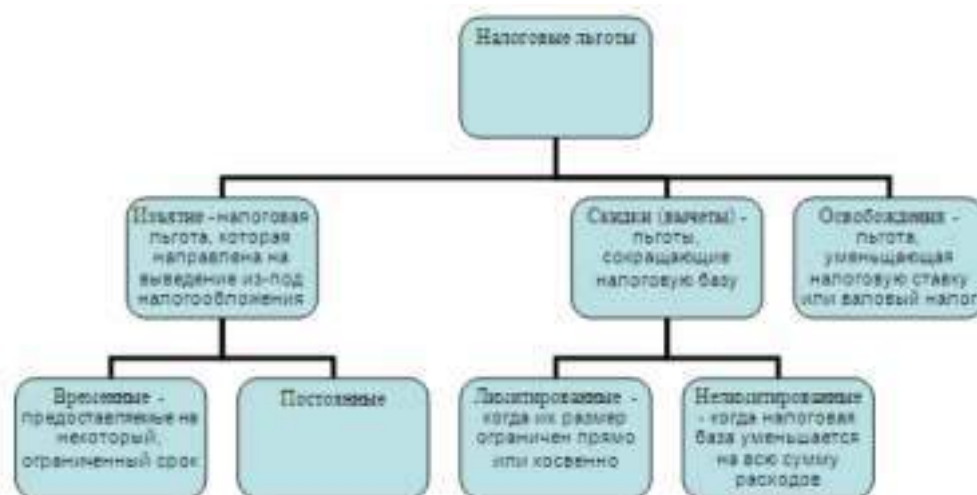 Налоговые льготы
Изъятие - налоговая
льгота, которая
направлена на
выведение из-под
налогообложения
Скидки (вычеты) -
льготы,
сокращающие
налоговую базу
Освобождения -
льгота,
уменьщающая
налоговую ставку
или валовый налог
Временные -
предоставляемые на
некоторый,
ограниченный срок
Постоянные
Лимитированные -
когда их размер
ограничен прямо
или косвенно
Нелимитированные
- когда налоговая
база уменьшается
на всю сумму
расходов